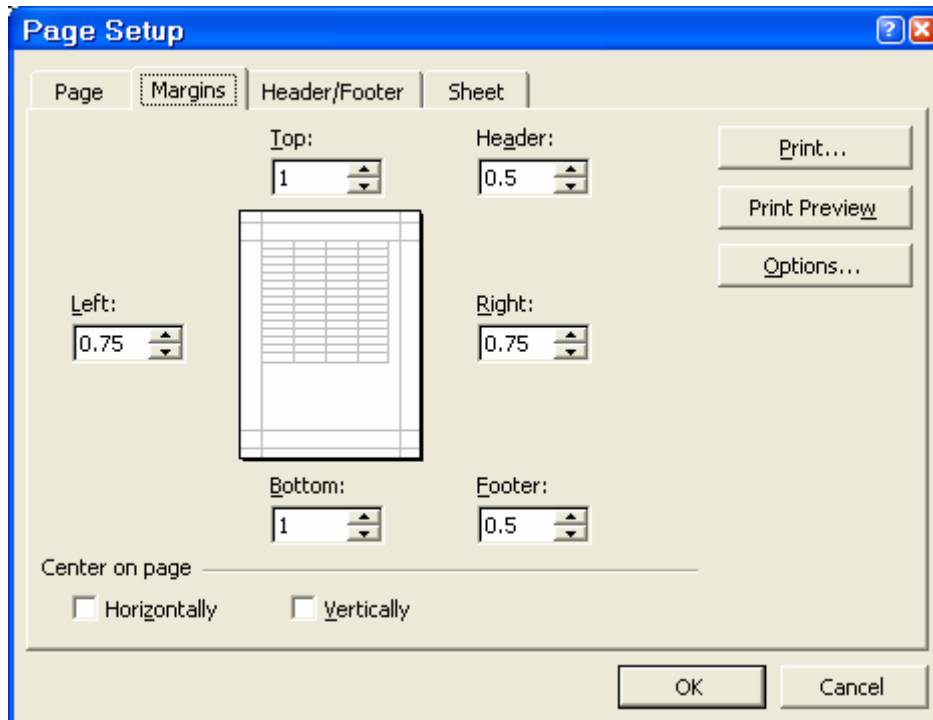 Page Setup
Page Margins Header/Footer Sheet
Top: Header:
1 0.5
Print...
Print Preview
Options...
Left: Right:
0.75 0.75
Bottom: Footer:
1 0.5
Center on page
Horizontally Vertically
OK Cancel